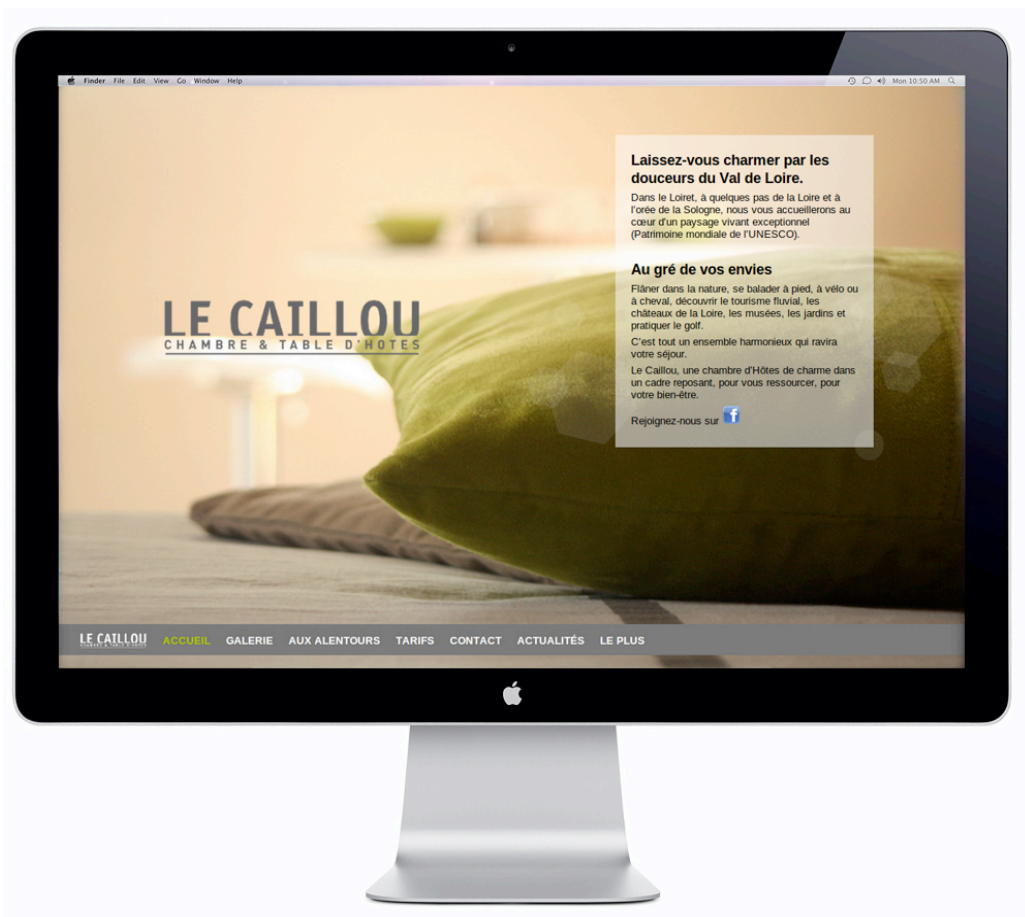 Finder File Edit View Go Window Help
Mon 10:50 AM
Laissez-vous charmer par les
douceurs du Val de Loire.
Dans le Loiret, à quelques pas de la Loire et à
l'orée de la Sologne, nous vous accueillerons au
cœur d'un paysage vivant exceptionnel
(Patrimoine mondiale de l'UNESCO).
Au gré de vos envies
Flâner dans la nature, se balader à pied, à vélo ou
à cheval, découvrir le tourisme fluvial, les
châteaux de la Loire, les musées, les jardins et
pratiquer le golf.
C'est tout un ensemble harmonieux qui ravira
votre séjour.
Le Caillou, une chambre d'Hôtes de charme dans
un cadre reposant, pour vous ressourcer, pour
votre bien-être.
Rejoignez-nous sur f
LE CAILLOU
CHAMBRE & TABLE D'HOTES
LE CAILLOU ACCUEIL GALERIE AUX ALENTOURS TARIFS CONTACT ACTUALITÉS LE PLUS
CHAMBRE & TABLE D'HOTES